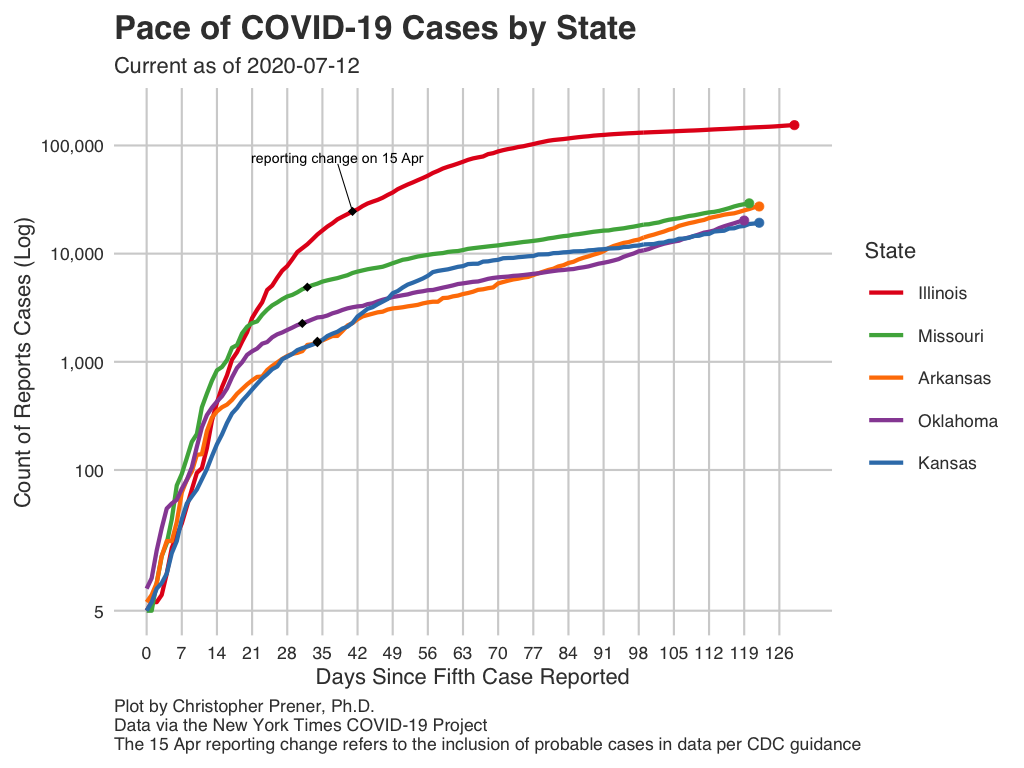 Pace of COVID-19 Cases by State
Current as of 2020-07-12
Count of Reports Cases (Log)
100,000
10,000
1,000
100
5
reporting change on 15 Apr
0 7 14 21 28 35 42 49 56 63 70 77 84 91 98 105 112 119 126
Days Since Fifth Case Reported
State
Illinois
Missouri
Arkansas
Oklahoma
Kansas
Plot by Christopher Prener, Ph.D.
Data via the New York Times COVID-19 Project
The 15 Apr reporting change refers to the inclusion of probable cases in data per CDC guidance